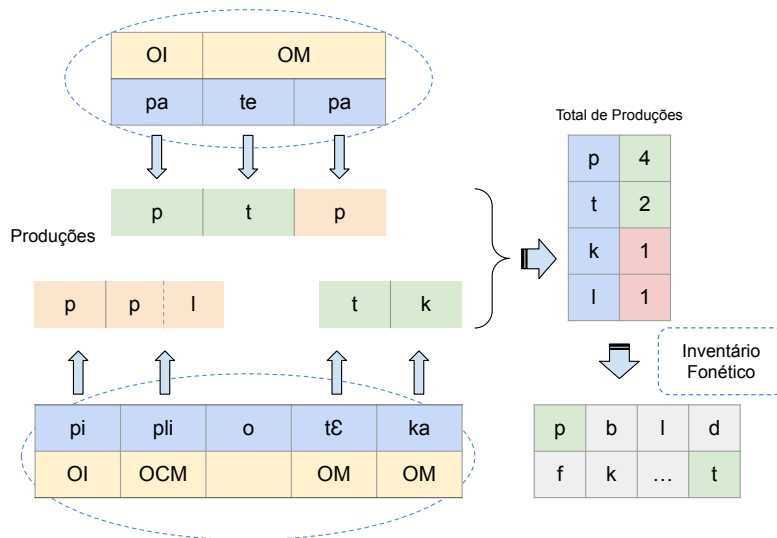 OI OM
pa te pa
Total de Produções
p 4
t 2
k 1
l 1
p t p
Produções
p p l
t k
Inventário
Fonético
pi pli o tƐ ka
OI OCM OM OM
p b l d
f k ... t